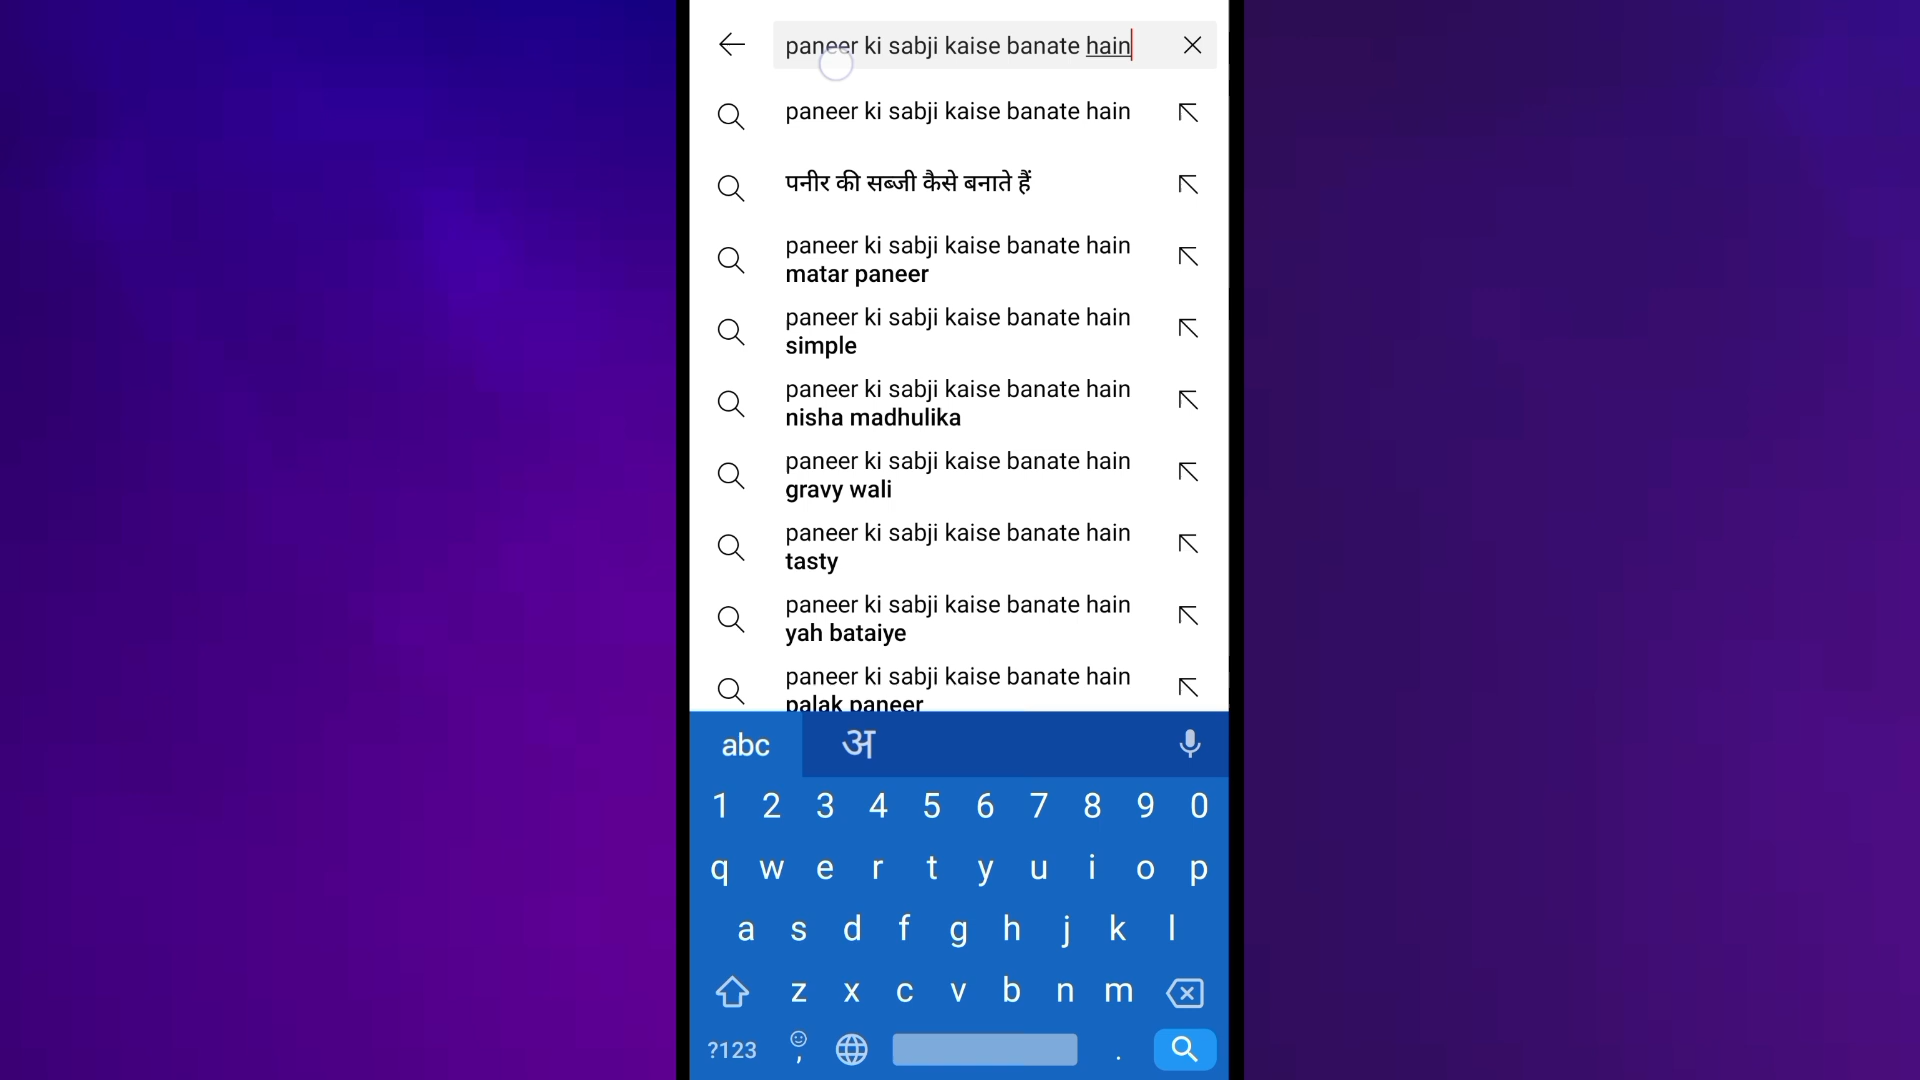 paneer ki sabji kaise banate hain
paneer ki sabji kaise banate hain
पनीर की सब्जी कैसे बनाते हैं
paneer ki sabji kaise banate hain
matar paneer
paneer ki sabji kaise banate hain
simple
paneer ki sabji kaise banate hain
nisha madhulika
paneer ki sabji kaise banate hain
gravy wali
paneer ki sabji kaise banate hain
tasty
paneer ki sabji kaise banate hain
yah bataiye
paneer ki sabji kaise banate hain
palak paneer
abc अ
1 2 3 4 5 6 7 8 9 0
q w e r t y u i o p
a s d f g h j k l
z x c v b n m
?123 , .